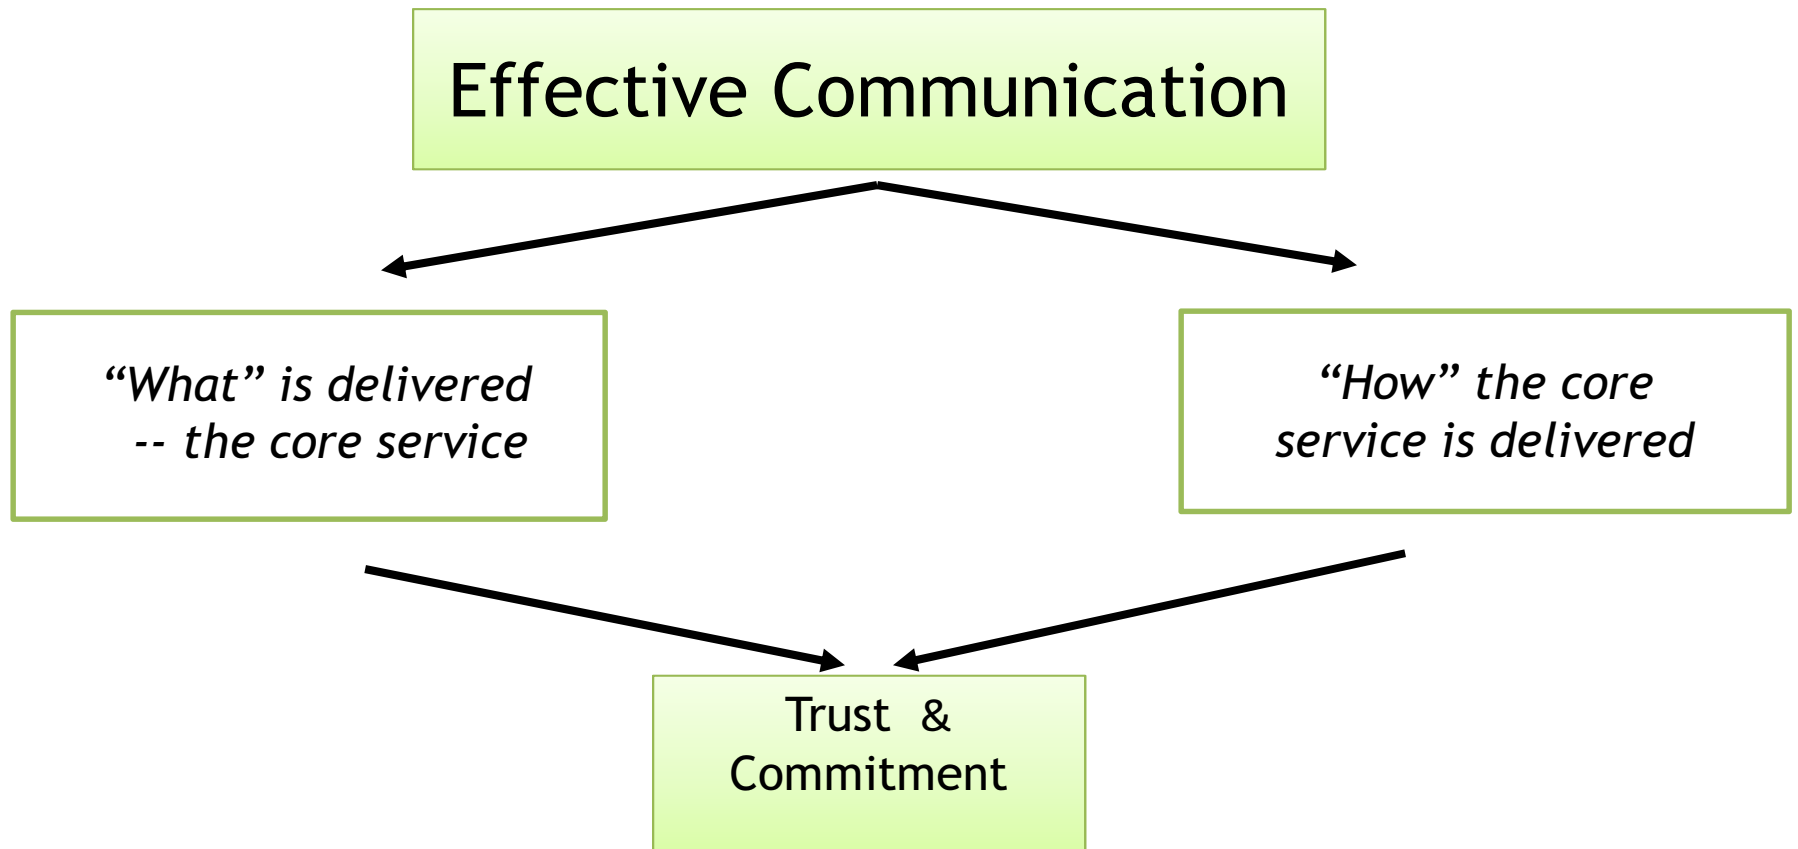 Effective Communication
“What” is delivered
-- the core service
“How” the core
service is delivered
Trust &
Commitment